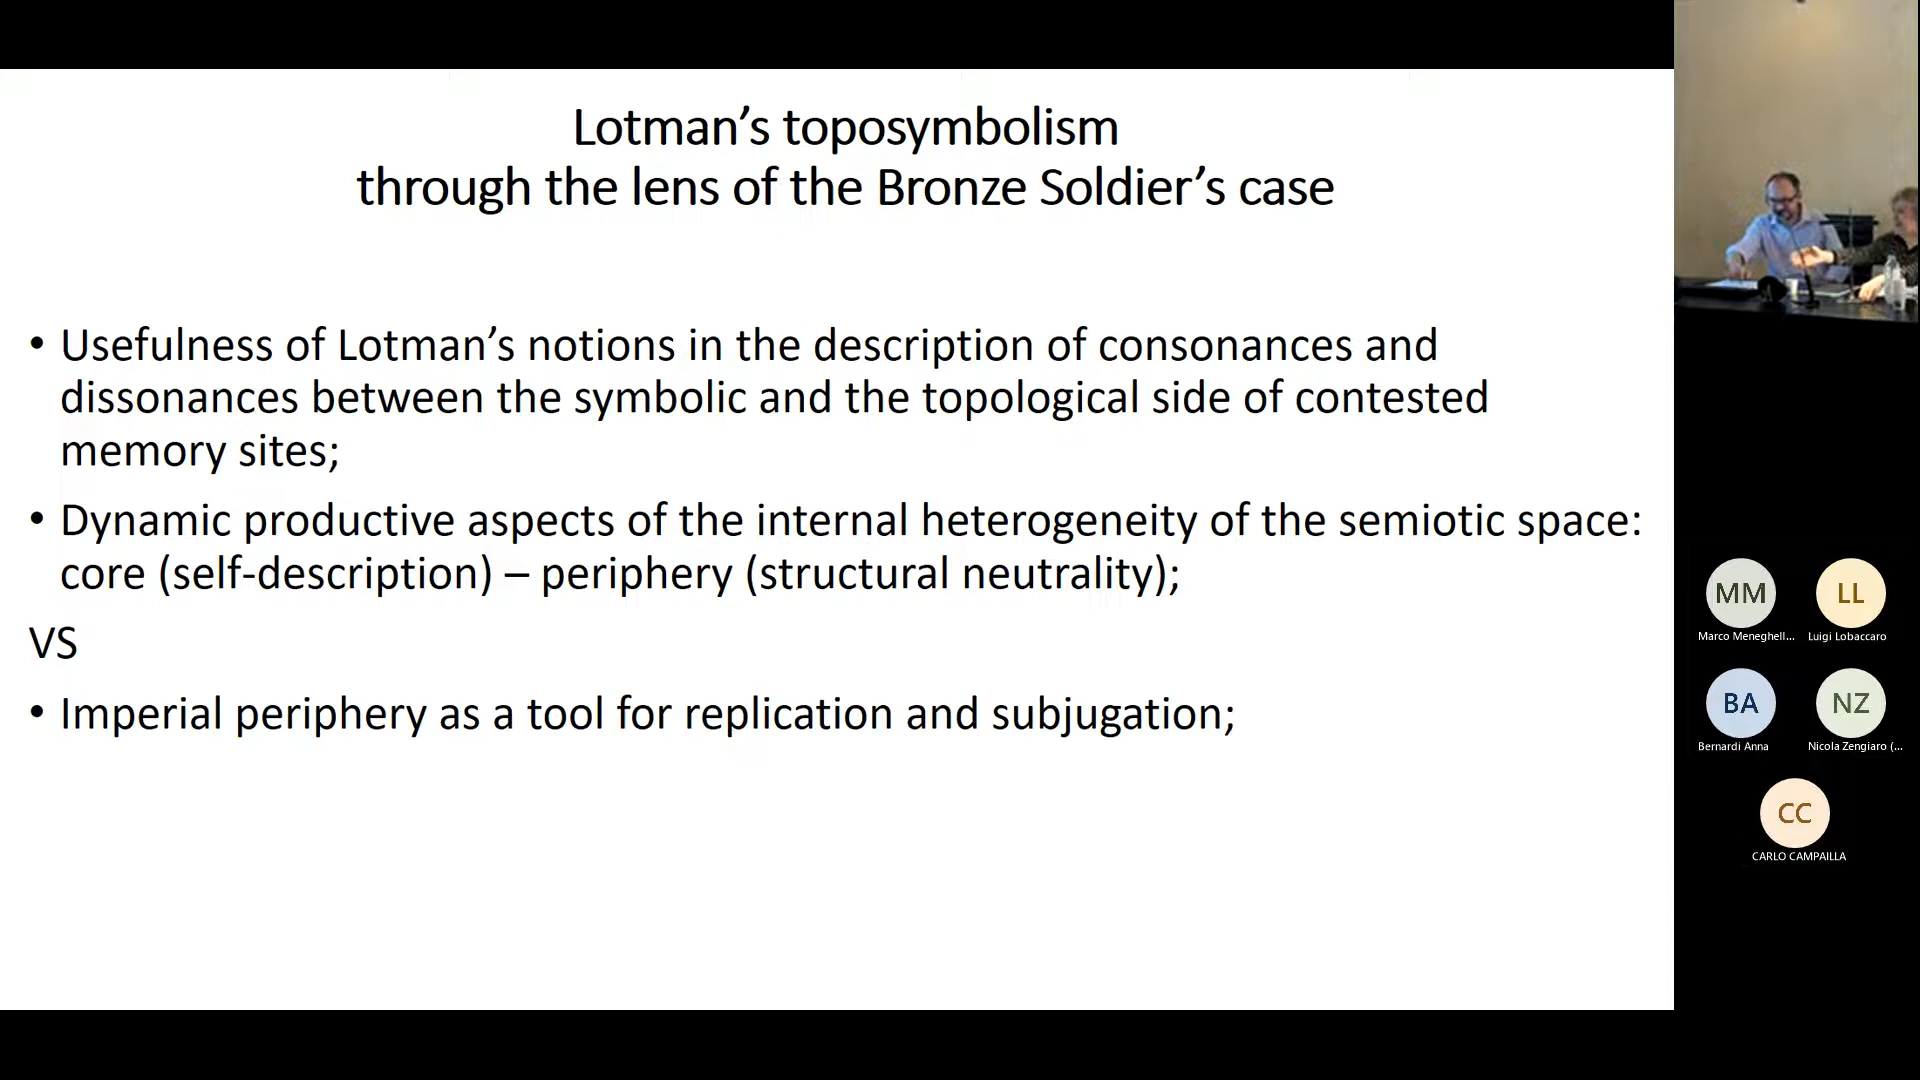 Lotman’s toposymbolism
through the lens of the Bronze Soldier’s case
• Usefulness of Lotman’s notions in the description of consonances and
dissonances between the symbolic and the topological side of contested
memory sites;
• Dynamic productive aspects of the internal heterogeneity of the semiotic space:
core (self-description) – periphery (structural neutrality);
VS
• Imperial periphery as a tool for replication and subjugation;
MM
LL
Marco Meneghell...
Luigi Lobaccaro
BA
NZ
Bernardi Anna
Nicola Zengiaro (...
CC
CARLO CAMPAILLA